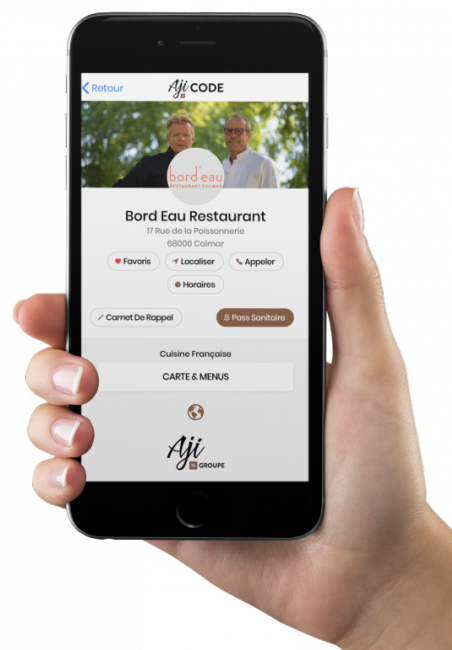 Retour
Aji CODE
bord'eau
RESTAURANT COLMAR
Bord Eau Restaurant
17 Rue de la Poissonnerie
68000 Colmar
Favoris
Localiser
Appeler
Horaires
Carnet De Rappel
Pass Sanitaire
Cuisine Française
CARTE & MENUS
Aji
GROUPE